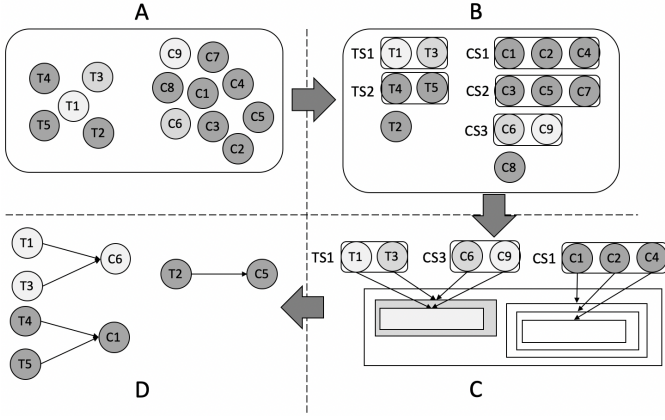 A
B
C9
C7
T4
T3
C8
C1
C4
T1
T5
T2
C6
C3
C5
C2
TS1 T1 T3 CS1 C1 C2 C4
TS2 T4 T5 CS2 C3 C5 C7
T2 CS3 C6 C9
C8
T1
C6
T3
T2 C5
T4
C1
T5
TS1 T1 T3 CS3 C6 C9 CS1 C1 C2 C4
D
C